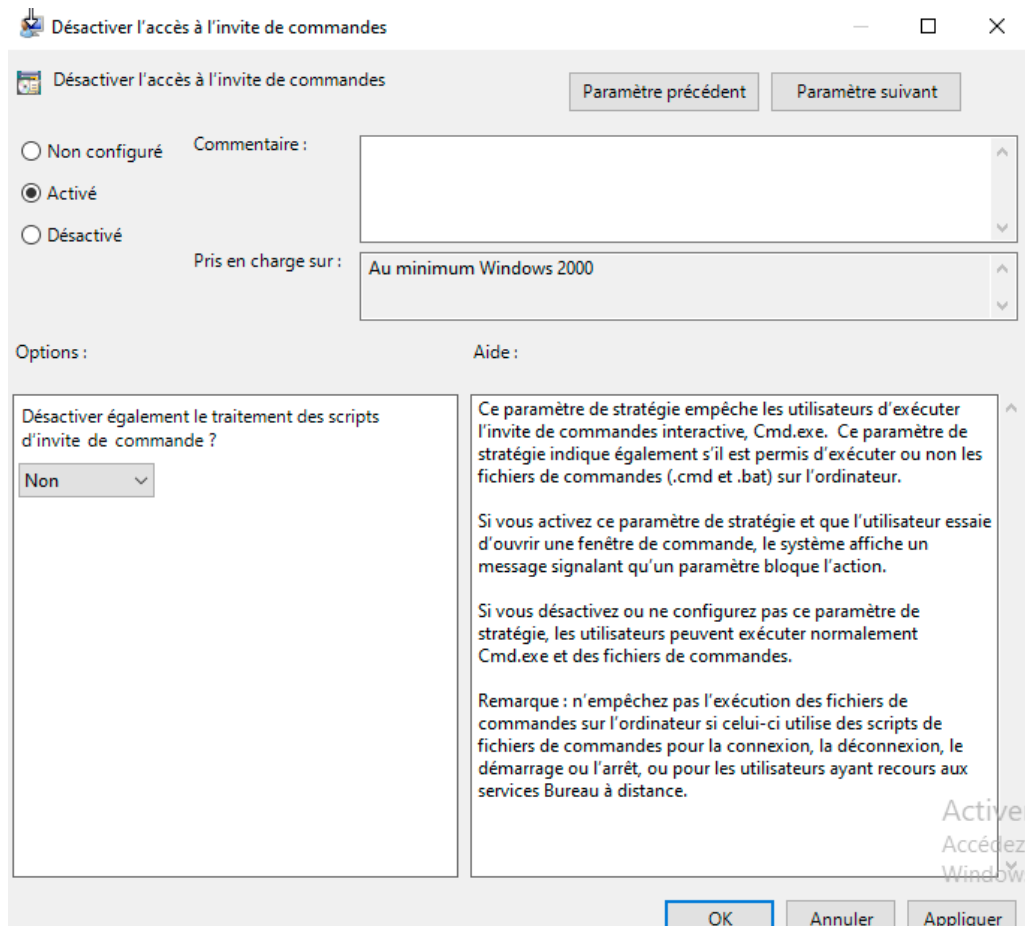 Désactiver l’accès à l’invite de commandes
Désactiver l’accès à l’invite de commandes
Paramètre précédent
Paramètre suivant
Non configuré
Commentaire :
Activé
Désactivé
Pris en charge sur :
Au minimum Windows 2000
Options :
Aide :
Désactiver également le traitement des scripts
d’invite de commande ?
Non
Ce paramètre de stratégie empêche les utilisateurs d’exécuter
l’invite de commandes interactive, Cmd.exe.  Ce paramètre de
stratégie indique également s’il est permis d’exécuter ou non les
fichiers de commandes (.cmd et .bat) sur l’ordinateur.
Si vous activez ce paramètre de stratégie et que l’utilisateur essaie
d’ouvrir une fenêtre de commande, le système affiche un
message signalant qu’un paramètre bloque l’action.
Si vous désactivez ou ne configurez pas ce paramètre de
stratégie, les utilisateurs peuvent exécuter normalement
Cmd.exe et des fichiers de commandes.
Remarque : n’empêchez pas l’exécution des fichiers de
commandes sur l’ordinateur si celui-ci utilise des scripts de
fichiers de commandes pour la connexion, la déconnexion, le
démarrage ou l’arrêt, ou pour les utilisateurs ayant recours aux
services Bureau à distance.
Activer
Accédez
Windows
OK
Annuler
Appliquer